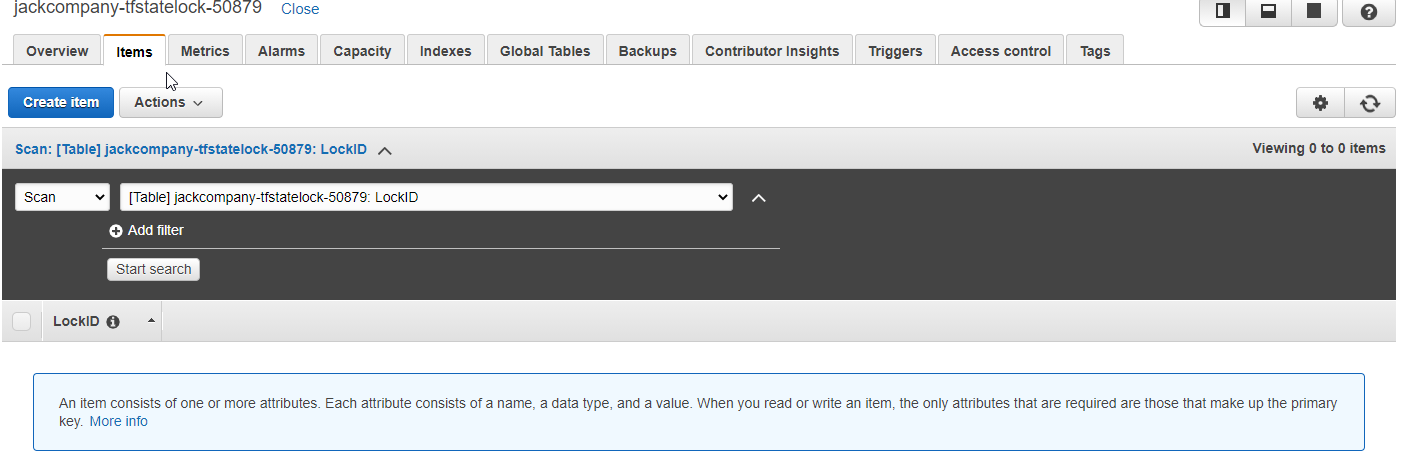 jackcompany-tfstatelock-50879 Close
Overview Items Metrics Alarms Capacity Indexes Global Tables Backups Contributor Insights Triggers Access control Tags
Create item Actions
Scan: [Table] jackcompany-tfstatelock-50879: LockID Viewing 0 to 0 items
Scan [Table] jackcompany-tfstatelock-50879: LockID
Add filter
Start search
LockID
An item consists of one or more attributes. Each attribute consists of a name, a data type, and a value. When you read or write an item, the only attributes that are required are those that make up the primary
key. More info